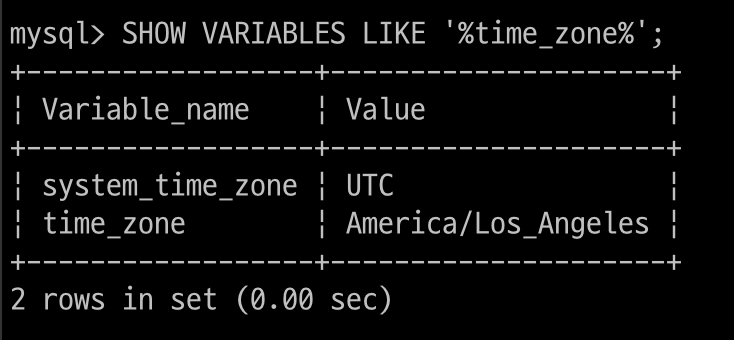 mysql> SHOW VARIABLES LIKE '%time_zone%';
+------------------+---------------------+
¦ Variable_name    ¦ Value               ¦
+------------------+---------------------+
¦ system_time_zone ¦ UTC                 ¦
¦ time_zone        ¦ America/Los_Angeles ¦
+------------------+---------------------+
2 rows in set (0.00 sec)